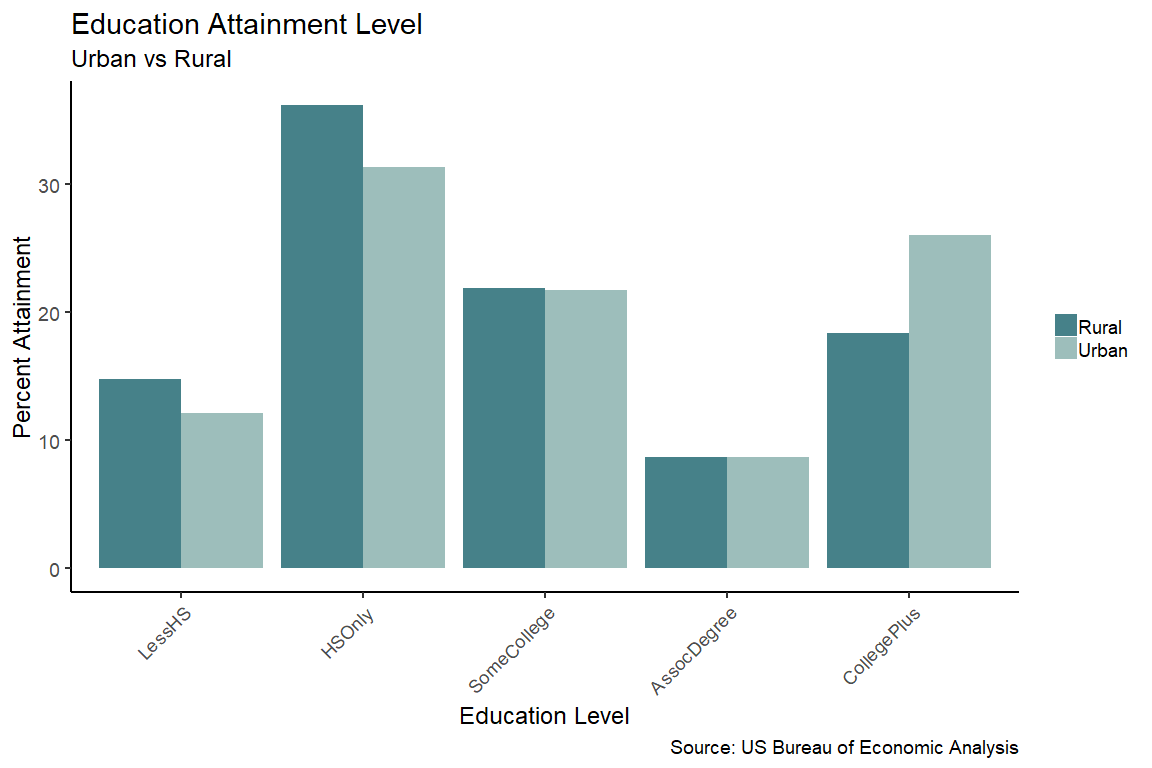 Education Attainment Level
Urban vs Rural
Percent Attainment
30
20
10
0
Rural
Urban
LessHS
HSOnly
SomeCollege
AssocDegree
CollegePlus
Education Level
Source: US Bureau of Economic Analysis